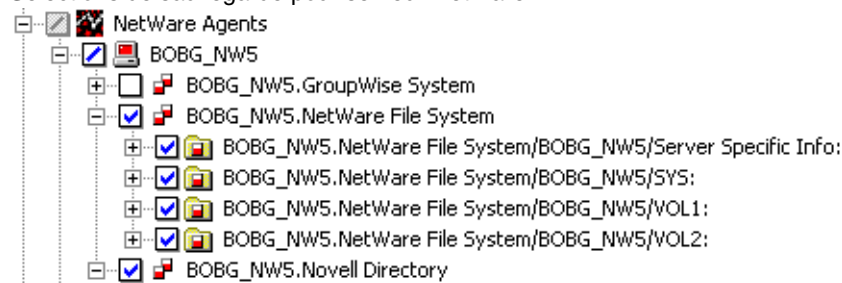 NetWare Agents
BOBG_NW5
BOBG_NW5.GroupWise System
BOBG_NW5.NetWare File System
BOBG_NW5.NetWare File System/BOBG_NW5/Server Specific Info:
BOBG_NW5.NetWare File System/BOBG_NW5/SYS:
BOBG_NW5.NetWare File System/BOBG_NW5/VOL1:
BOBG_NW5.NetWare File System/BOBG_NW5/VOL2:
BOBG_NW5.Novell Directory